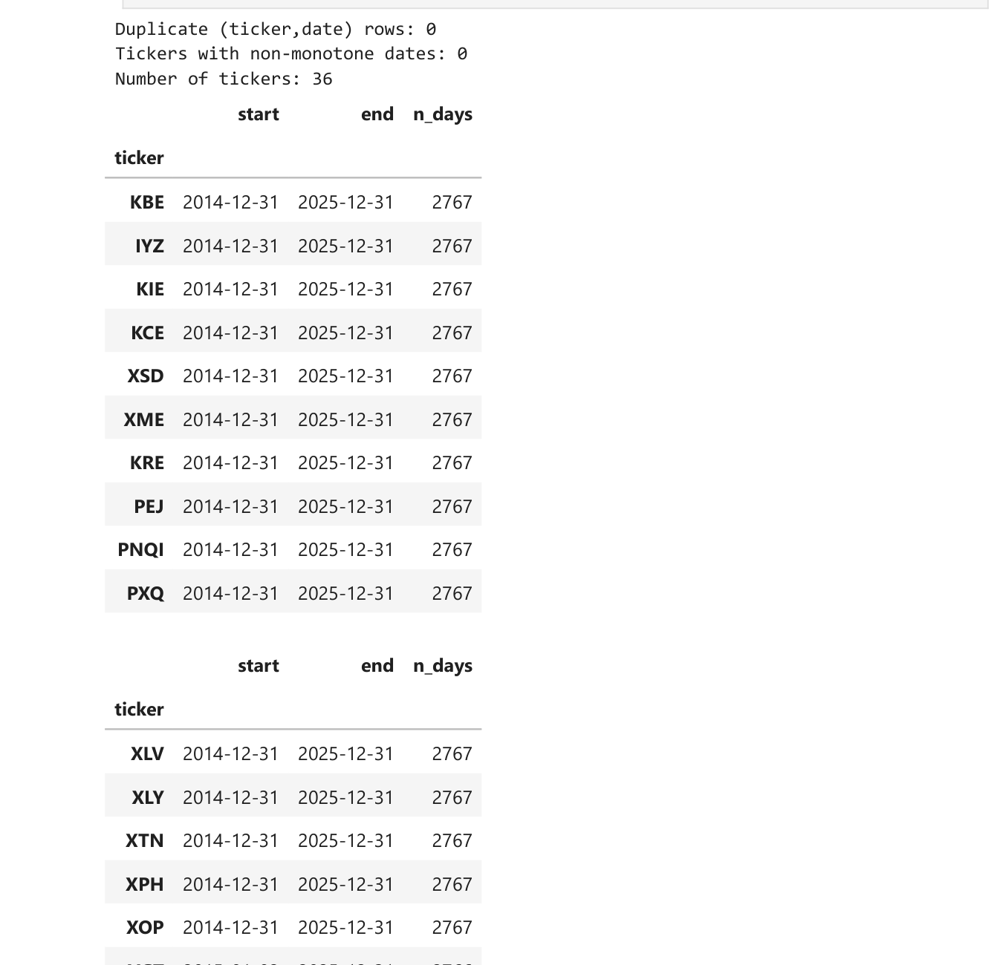 Duplicate (ticker,date) rows: 0
Tickers with non-monotone dates: 0
Number of tickers: 36
start end n_days
ticker
KBE 2014-12-31 2025-12-31 2767
IYZ 2014-12-31 2025-12-31 2767
KIE 2014-12-31 2025-12-31 2767
KCE 2014-12-31 2025-12-31 2767
XSD 2014-12-31 2025-12-31 2767
XME 2014-12-31 2025-12-31 2767
KRE 2014-12-31 2025-12-31 2767
PEJ 2014-12-31 2025-12-31 2767
PNQI 2014-12-31 2025-12-31 2767
PXQ 2014-12-31 2025-12-31 2767
start end n_days
ticker
XLV 2014-12-31 2025-12-31 2767
XLY 2014-12-31 2025-12-31 2767
XTN 2014-12-31 2025-12-31 2767
XPH 2014-12-31 2025-12-31 2767
XOP 2014-12-31 2025-12-31 2767